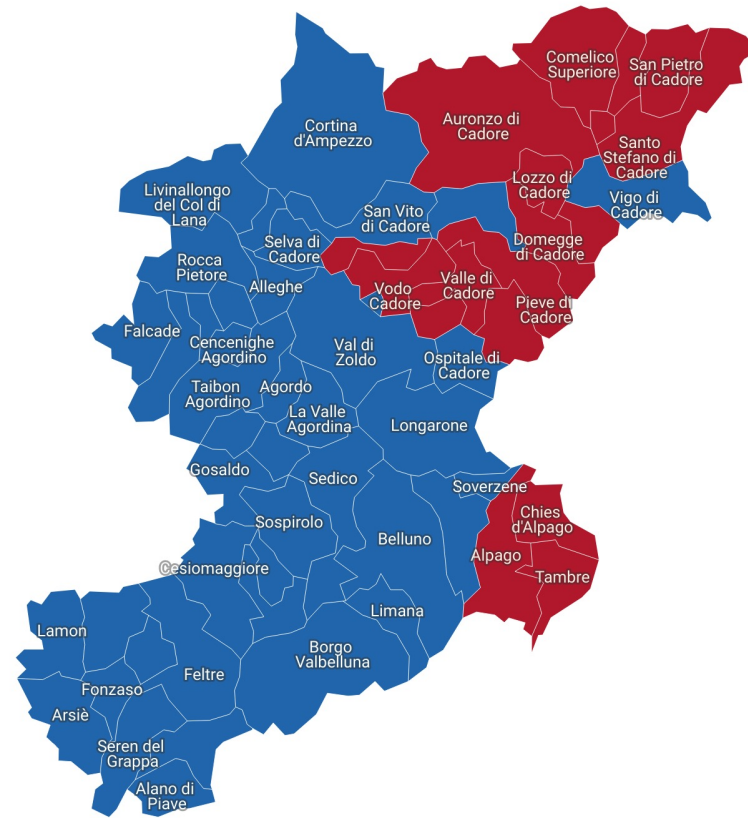 Comelico
Superiore
San Pietro
di Cadore
Auronzo di
Cadore
Cortina
d'Ampezzo
Santo
Stefano di
Cadore
Lozzo di
Cadore
Livinallongo
del Col di
Lana
Vigo di
Cadore
San Vito
di Cadore
Selva di
Cadore
Domegge
di Cadore
Rocca
Pietore
Alleghe
Vodo
Cadore
Valle di
Cadore
Pieve di
Cadore
Falcade
Cencenighe
Agordino
Val di
Zoldo
Ospitale di
Cadore
Taibon
Agordino
Agordo
La Valle
Agordina
Longarone
Gosaldo
Sedico
Soverzene
Chies
d'Alpago
Sospirolo
Belluno
Alpago
Cesiomaggiore
Tambre
Limana
Lamon
Borgo
Valbelluna
Feltre
Fonzaso
Arsiè
Seren del
Grappa
Alano di
Piave